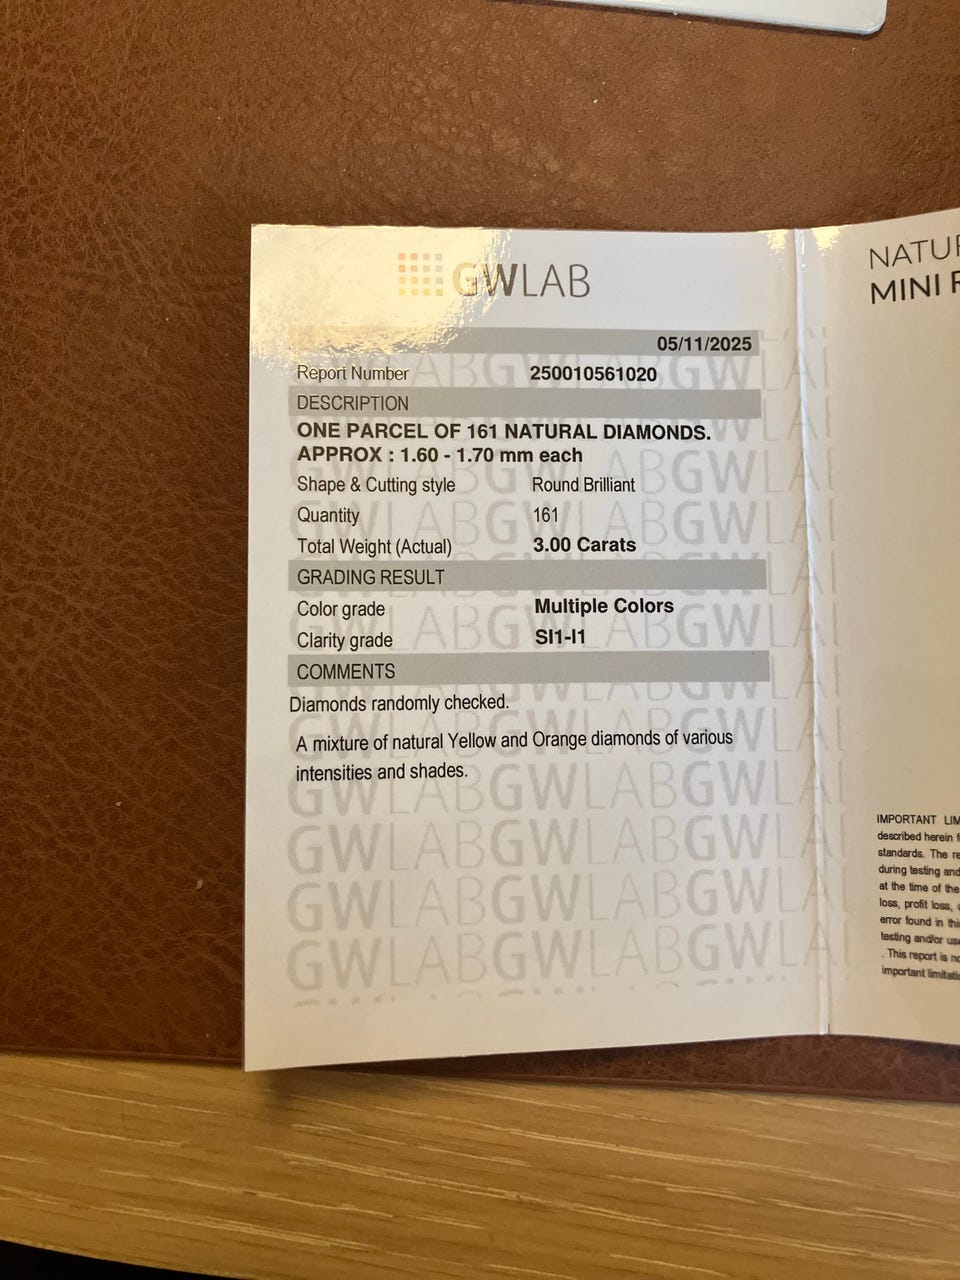 GWLAB
05/11/2025
Report Number 250010561020
DESCRIPTION
ONE PARCEL OF 161 NATURAL DIAMONDS.
APPROX : 1.60 - 1.70 mm each
Shape & Cutting style Round Brilliant
Quantity 161
Total Weight (Actual) 3.00 Carats
GRADING RESULT
Color grade Multiple Colors
Clarity grade SI1-I1
COMMENTS
Diamonds randomly checked.
A mixture of natural Yellow and Orange diamonds of various
intensities and shades.
MINI
IMPORTANT
described herein
standards. The
during testing and
at the time of the
loss, profit loss,
error found in
testing and/or
. This report is
important